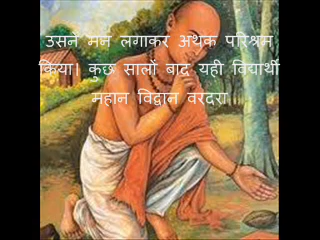 उसने मन लगाकर अथक परिश्रम
किया। कुछ सालों बाद यही विद्यार्थी
महान विद्वान वरदरा